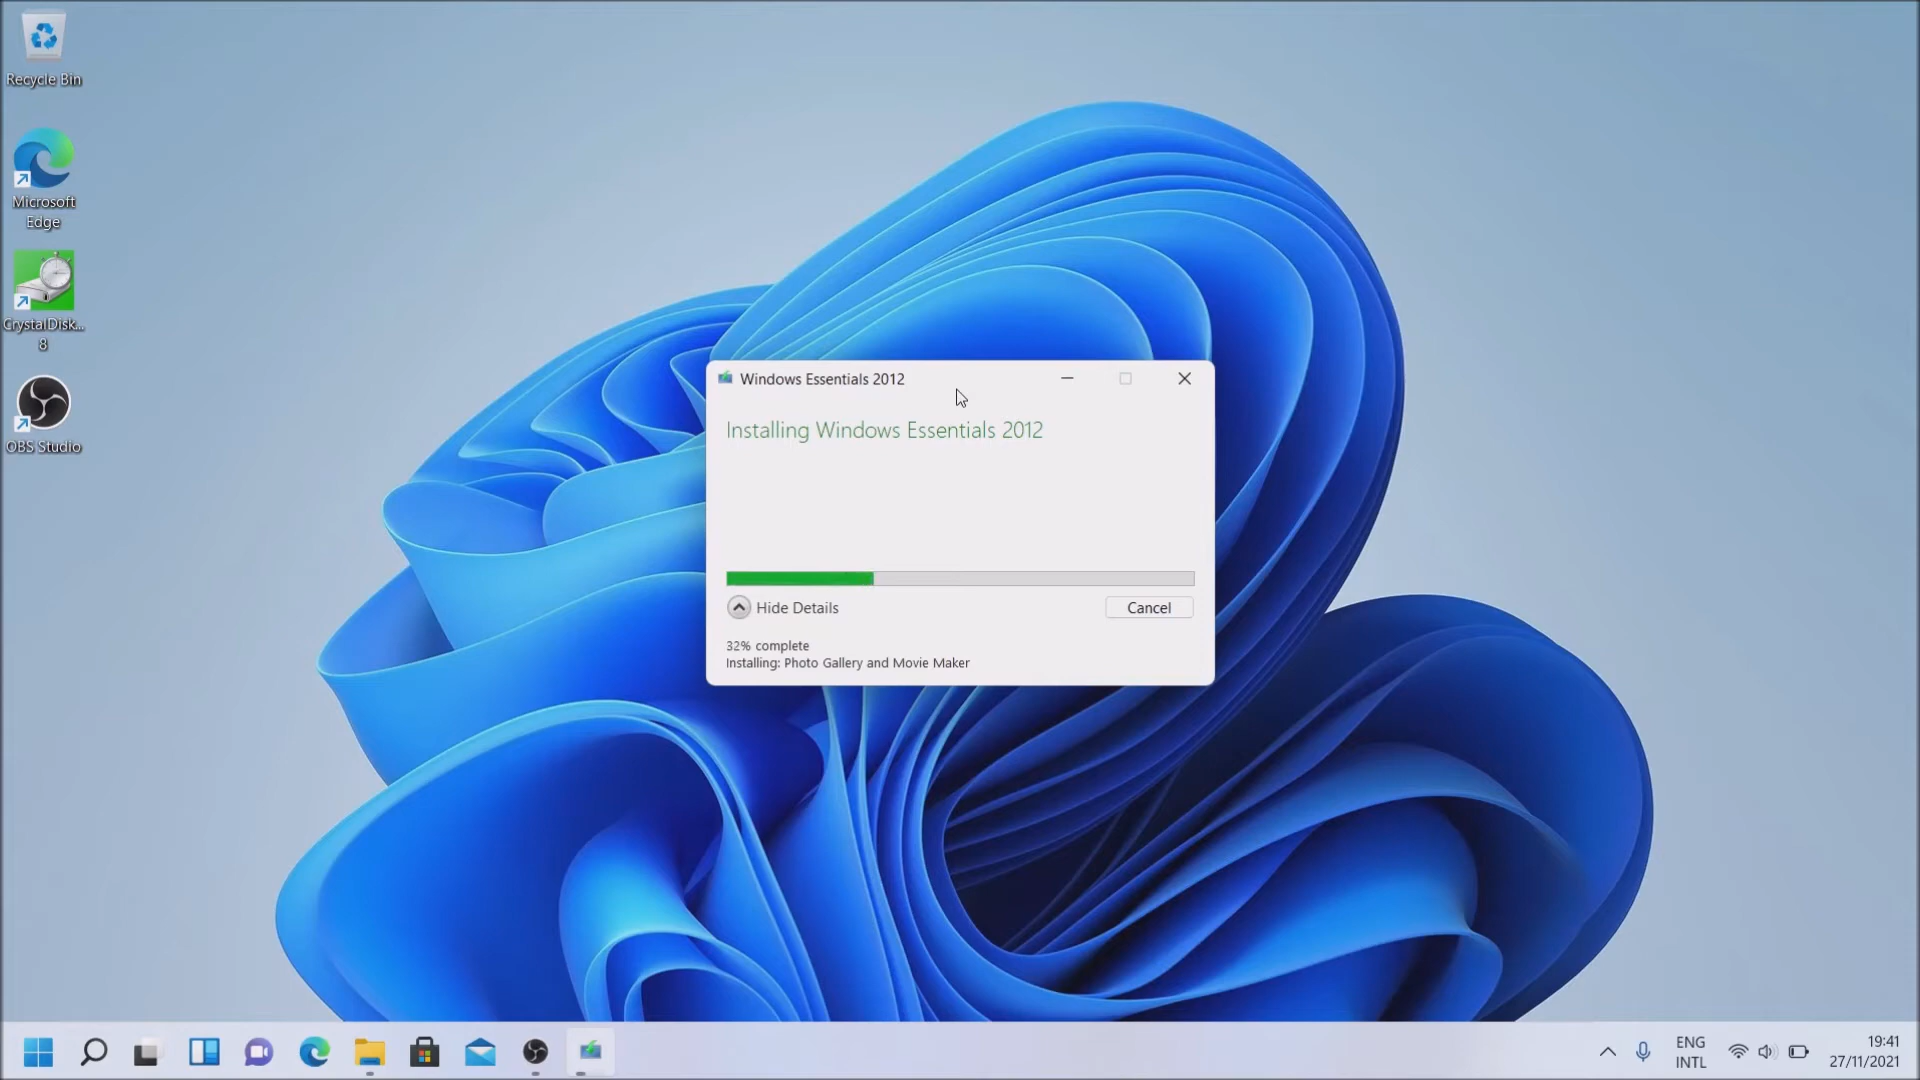 Recycle Bin
Microsoft
Edge
CrystalDisk...
8
OBS Studio
Windows Essentials 2012
Installing Windows Essentials 2012
Hide Details
Cancel
32% complete
Installing: Photo Gallery and Movie Maker
ENG
INTL
19:41
27/11/2021